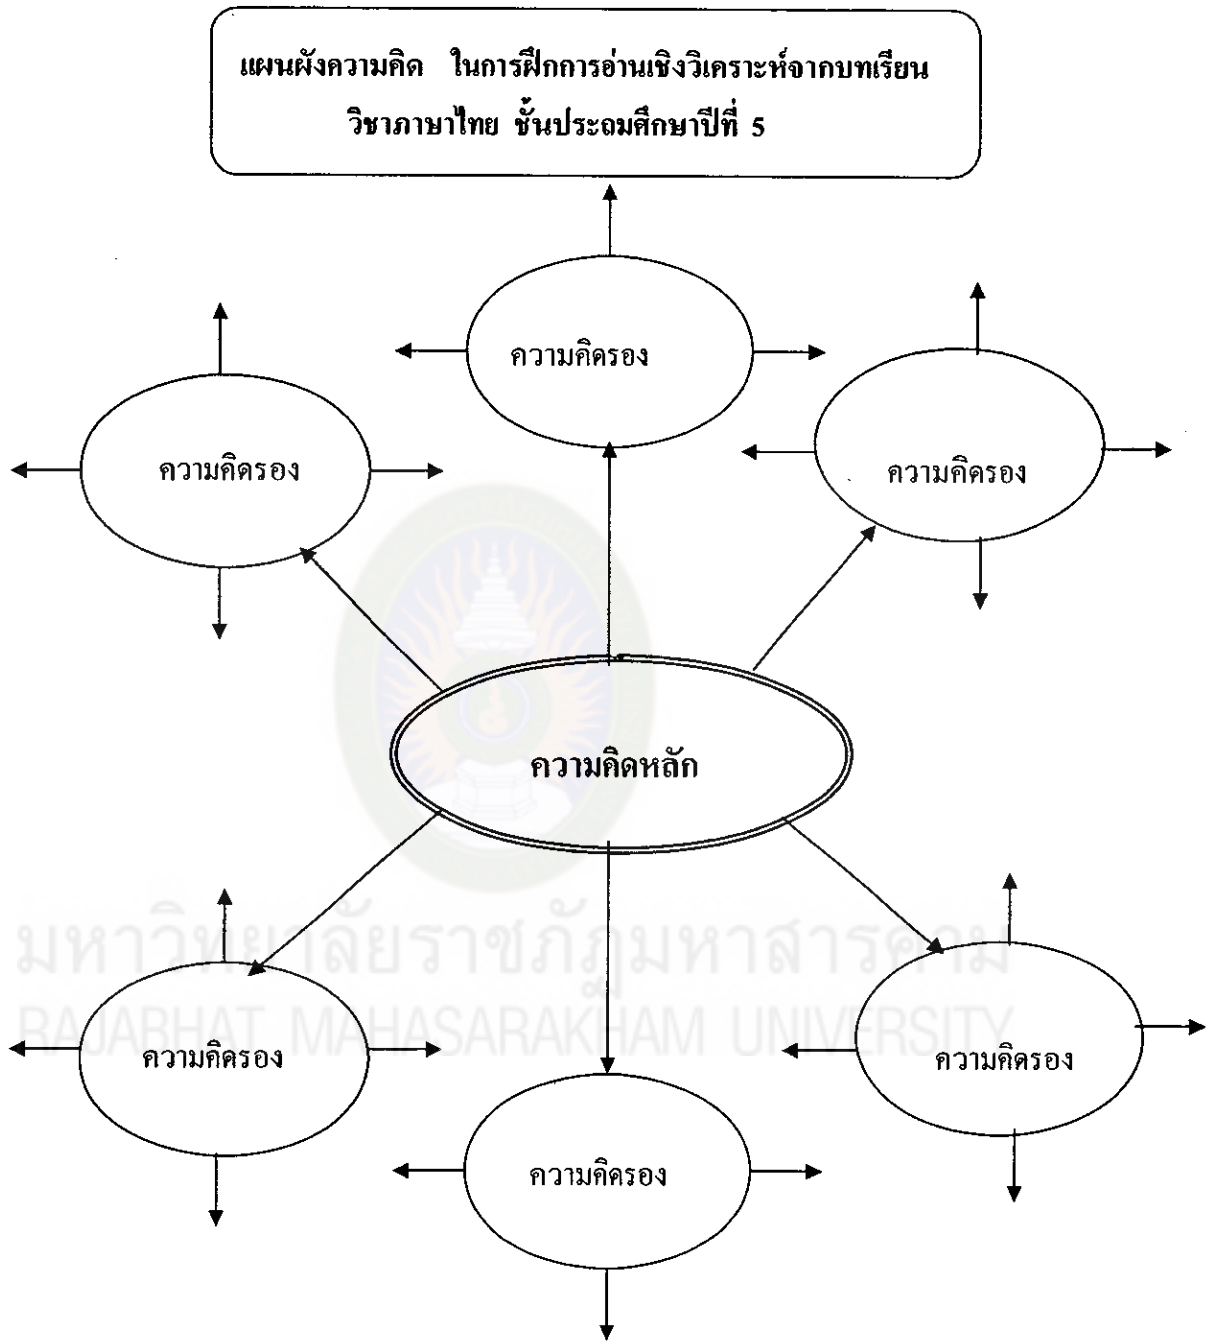 แผนผังความคิด ในการฝึกการอ่านเชิงวิเคราะห์จากบทเรียน
วิชาภาษาไทย ชั้นประถมศึกษาปีที่ 5
ความคิดรอง
ความคิดรอง
ความคิดรอง
ความคิดหลัก
มหาวิทยาลัยราชภัฏมหาสารคาม
RAJABHAT MAHASARAKHAM UNIVERSITY
ความคิดรอง
ความคิดรอง
ความคิดรอง